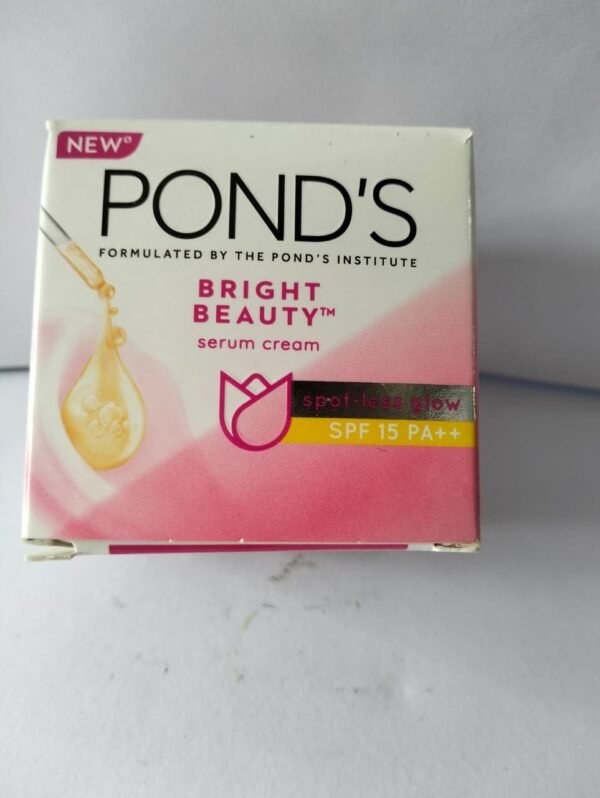 NEW°
POND'S
FORMULATED BY THE POND'S INSTITUTE
BRIGHT
BEAUTY™
serum cream
spot-less glow
SPF 15 PA++